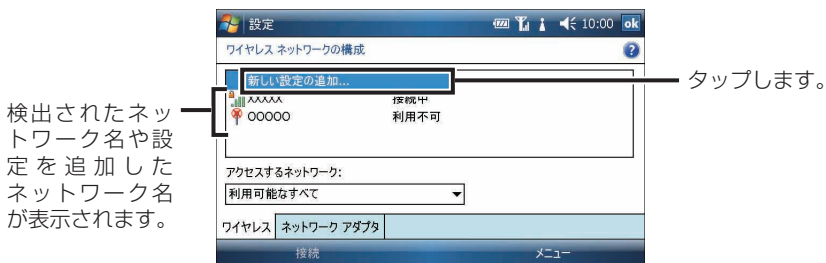 設定
10:00 ok
ワイヤレス ネットワークの構成
?
新しい設定の追加...
XXXXX 接続中
OOOOO 利用不可
アクセスするネットワーク:
利用可能なすべて
ワイヤレス ネットワーク アダプタ
接続 メニュー
検出されたネッ
トワーク名や設
定を追加した
ネットワーク名
が表示されます。
タップします。